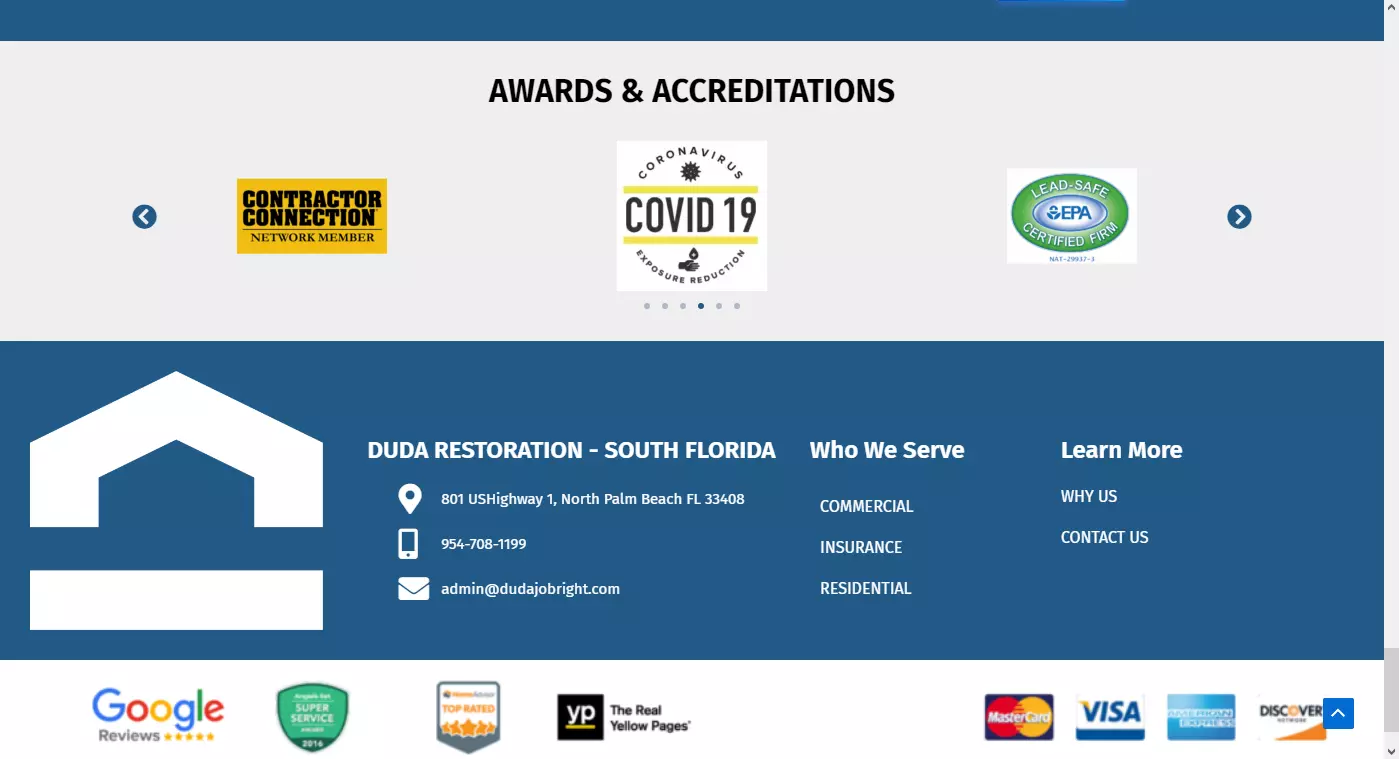 AWARDS & ACCREDITATIONS
CONTRACTOR
CONNECTION
NETWORK MEMBER
CORONAVIRUS
COVID 19
EXPOSURE REDUCTION
LEAD-SAFE
EPA
CERTIFIED FIRM
NAT-29937-3
DUDA RESTORATION - SOUTH FLORIDA
801 USHighway 1, North Palm Beach FL 33408
954-708-1199
admin@dudajobright.com
Who We Serve
COMMERCIAL
INSURANCE
RESIDENTIAL
Learn More
WHY US
CONTACT US
Google
Reviews
Angie's list
SUPER
SERVICE
AWARD
2016
HomeAdvisor
TOP RATED
yp
The Real
Yellow Pages®
MasterCard
VISA
AMERICAN
EXPRESS
DISCOVER
NETWORK